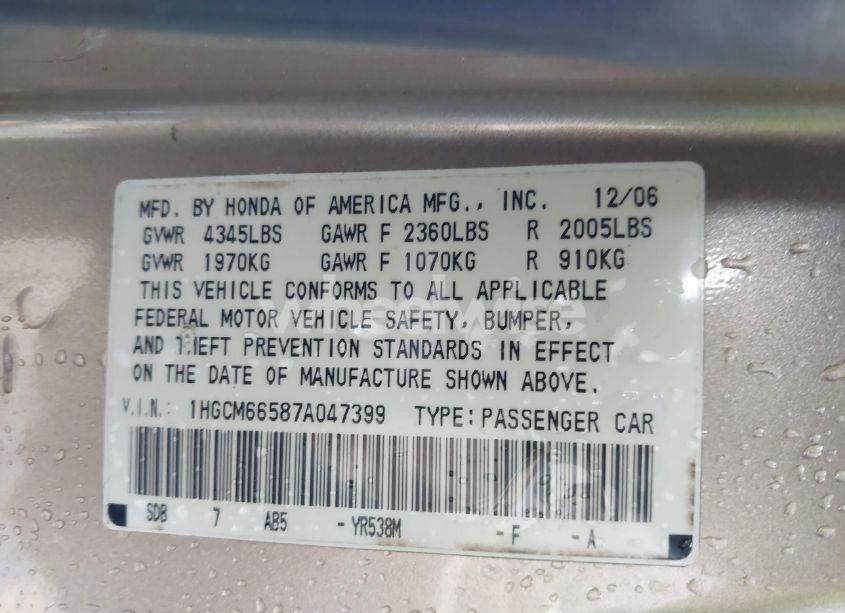 MFD. BY HONDA OF AMERICA MFG., INC. 12/06
GVWR 4345LBS GAWR F 2360LBS R 2005LBS
GVWR 1970KG GAWR F 1070KG R 910KG
THIS VEHICLE CONFORMS TO ALL APPLICABLE
FEDERAL MOTOR VEHICLE SAFETY, BUMPER,
AND THEFT PREVENTION STANDARDS IN EFFECT
ON THE DATE OF MANUFACTURE SHOWN ABOVE.
V.I.N.: 1HGCM66587A047399 TYPE: PASSENGER CAR
SDB 7 AB5 - YR538M - F - A